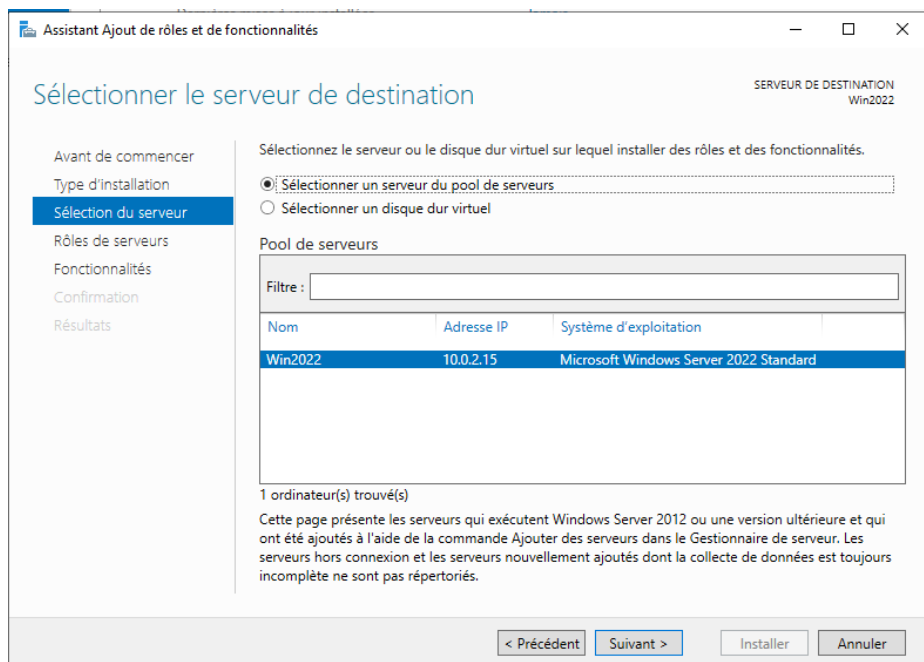 Assistant Ajout de rôles et de fonctionnalités
Sélectionner le serveur de destination
SERVEUR DE DESTINATION
Win2022
Avant de commencer
Type d'installation
Sélection du serveur
Rôles de serveurs
Fonctionnalités
Confirmation
Résultats
Sélectionnez le serveur ou le disque dur virtuel sur lequel installer des rôles et des fonctionnalités.
Sélectionner un serveur du pool de serveurs
Sélectionner un disque dur virtuel
Pool de serveurs
Filtre :
Nom Adresse IP Système d'exploitation
Win2022 10.0.2.15 Microsoft Windows Server 2022 Standard
1 ordinateur(s) trouvé(s)
Cette page présente les serveurs qui exécutent Windows Server 2012 ou une version ultérieure et qui
ont été ajoutés à l'aide de la commande Ajouter des serveurs dans le Gestionnaire de serveur. Les
serveurs hors connexion et les serveurs nouvellement ajoutés dont la collecte de données est toujours
incomplète ne sont pas répertoriés.
< Précédent Suivant > Installer Annuler